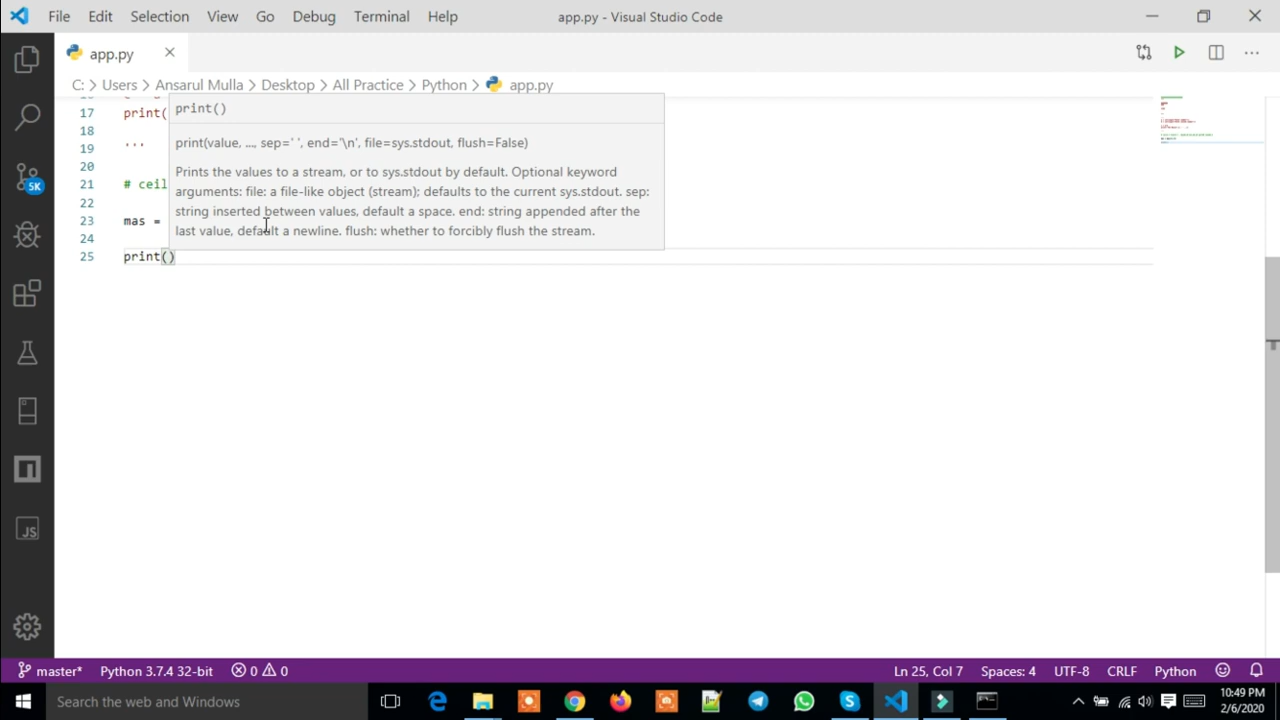 File Edit Selection View Go Debug Terminal Help app.py - Visual Studio Code
app.py
C: > Users > Ansarul Mulla > Desktop > All Practice > Python > app.py
17 print(
18
19 '''
20
21 # ceil
22
23 mas =
24
25 print()
print()
print(value, ..., sep=' ', end='\n', file=sys.stdout, flush=False)
Prints the values to a stream, or to sys.stdout by default. Optional keyword
arguments: file: a file-like object (stream); defaults to the current sys.stdout. sep:
string inserted between values, default a space. end: string appended after the
last value, default a newline. flush: whether to forcibly flush the stream.
5K
JS
master* Python 3.7.4 32-bit 0 0 Ln 25, Col 7 Spaces: 4 UTF-8 CRLF Python
Search the web and Windows
10:49 PM
2/6/2020